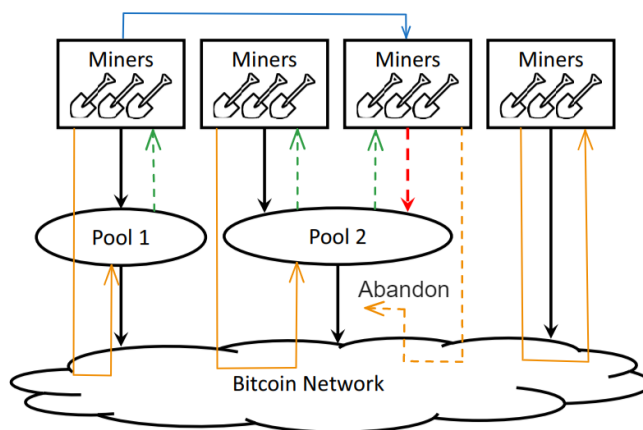 Miners
Miners
Miners
Miners
Pool 1
Pool 2
Abandon
Bitcoin Network